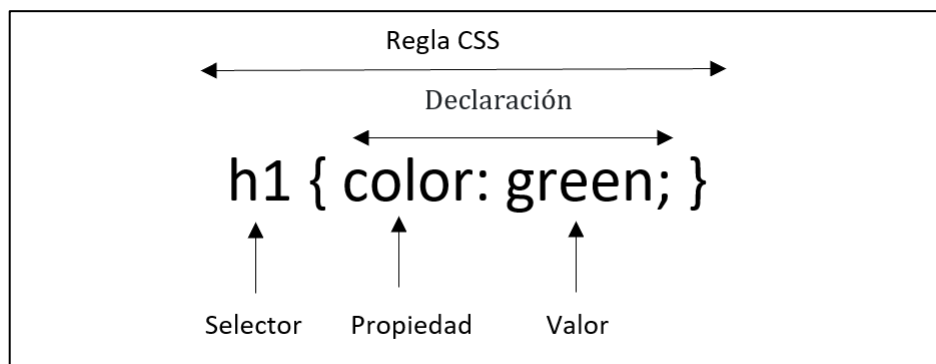 Regla CSS
Declaración
h1 { color: green; }
Selector Propiedad Valor